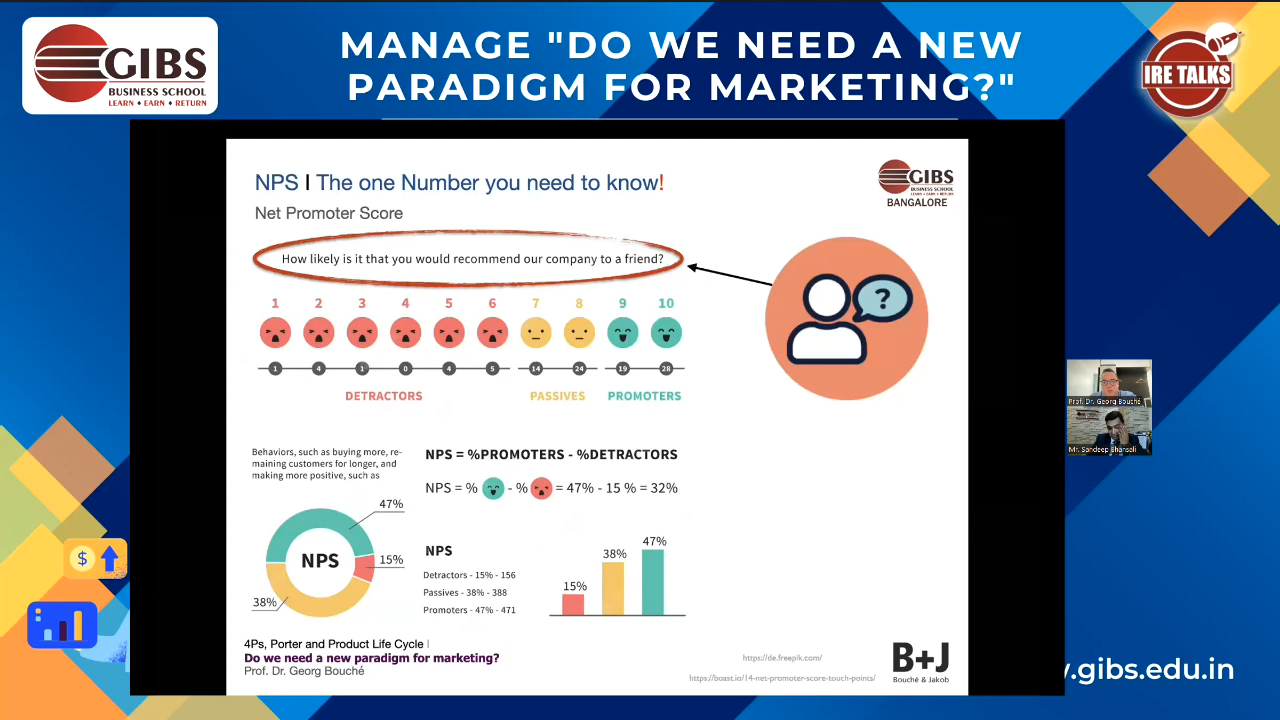 GIBS
BUSINESS SCHOOL
LEARN ♦ EARN ♦ RETURN
MANAGE "DO WE NEED A NEW
PARADIGM FOR MARKETING?"
IRE TALKS
NPS I The one Number you need to know!
Net Promoter Score
GIBS
BUSINESS SCHOOL
LEARN ♦ EARN ♦ RETURN
BANGALORE
How likely is it that you would recommend our company to a friend?
?
1 2 3 4 5 6 7 8 9 10
1 4 1 0 4 5 14 24 19 28
DETRACTORS PASSIVES PROMOTERS
Behaviors, such as buying more, re-
maining customers for longer, and
making more positive, such as
NPS = %PROMOTERS - %DETRACTORS
NPS = % - % = 47% - 15 % = 32%
47%
NPS
15%
38%
NPS
Detractors - 15% - 156
Passives - 38% - 388
Promoters - 47% - 471
15%
38%
47%
$
4Ps, Porter and Product Life Cycle |
Do we need a new paradigm for marketing?
Prof. Dr. Georg Bouché
https://de.freepik.com/
https://boast.io/14-net-promoter-score-touch-points/
B+J
Bouché & Jakob
Prof. Dr. Georg Bouché
Mr. Sandeep Bhansali
.gibs.edu.in